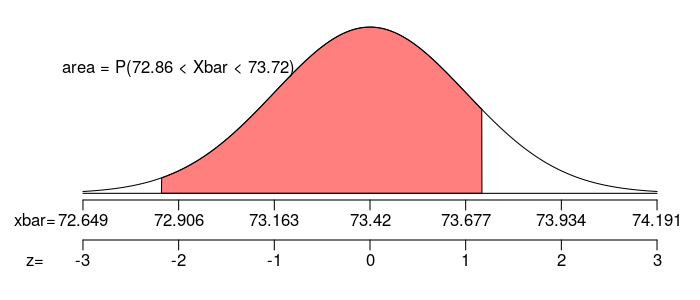 area = P(72.86 < Xbar < 73.72)
xbar= 72.649 72.906 73.163 73.42 73.677 73.934 74.191
z= -3 -2 -1 0 1 2 3